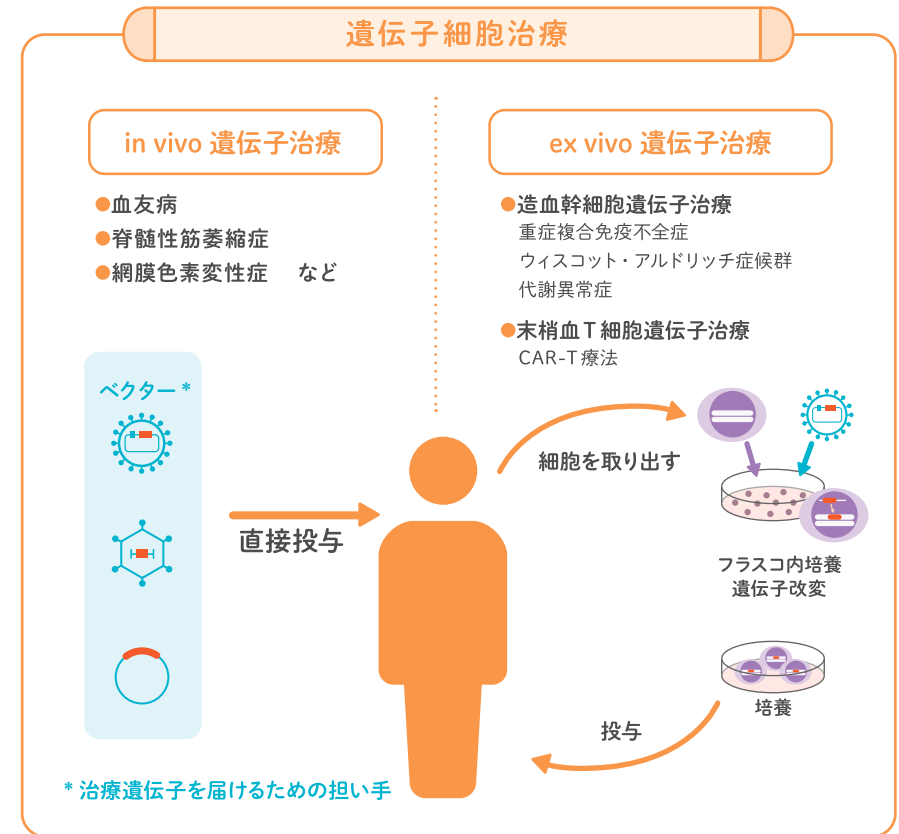 遺伝子細胞治療
in vivo 遺伝子治療
●血友病
●脊髄性筋萎縮症
●網膜色素変性症 など
ex vivo 遺伝子治療
●造血幹細胞遺伝子治療
重症複合免疫不全症
ウィスコット・アルドリッチ症候群
代謝異常症
●末梢血T細胞遺伝子治療
CAR-T療法
ベクター*
直接投与
細胞を取り出す
フラスコ内培養
遺伝子改変
培養
投与
*治療遺伝子を届けるための担い手